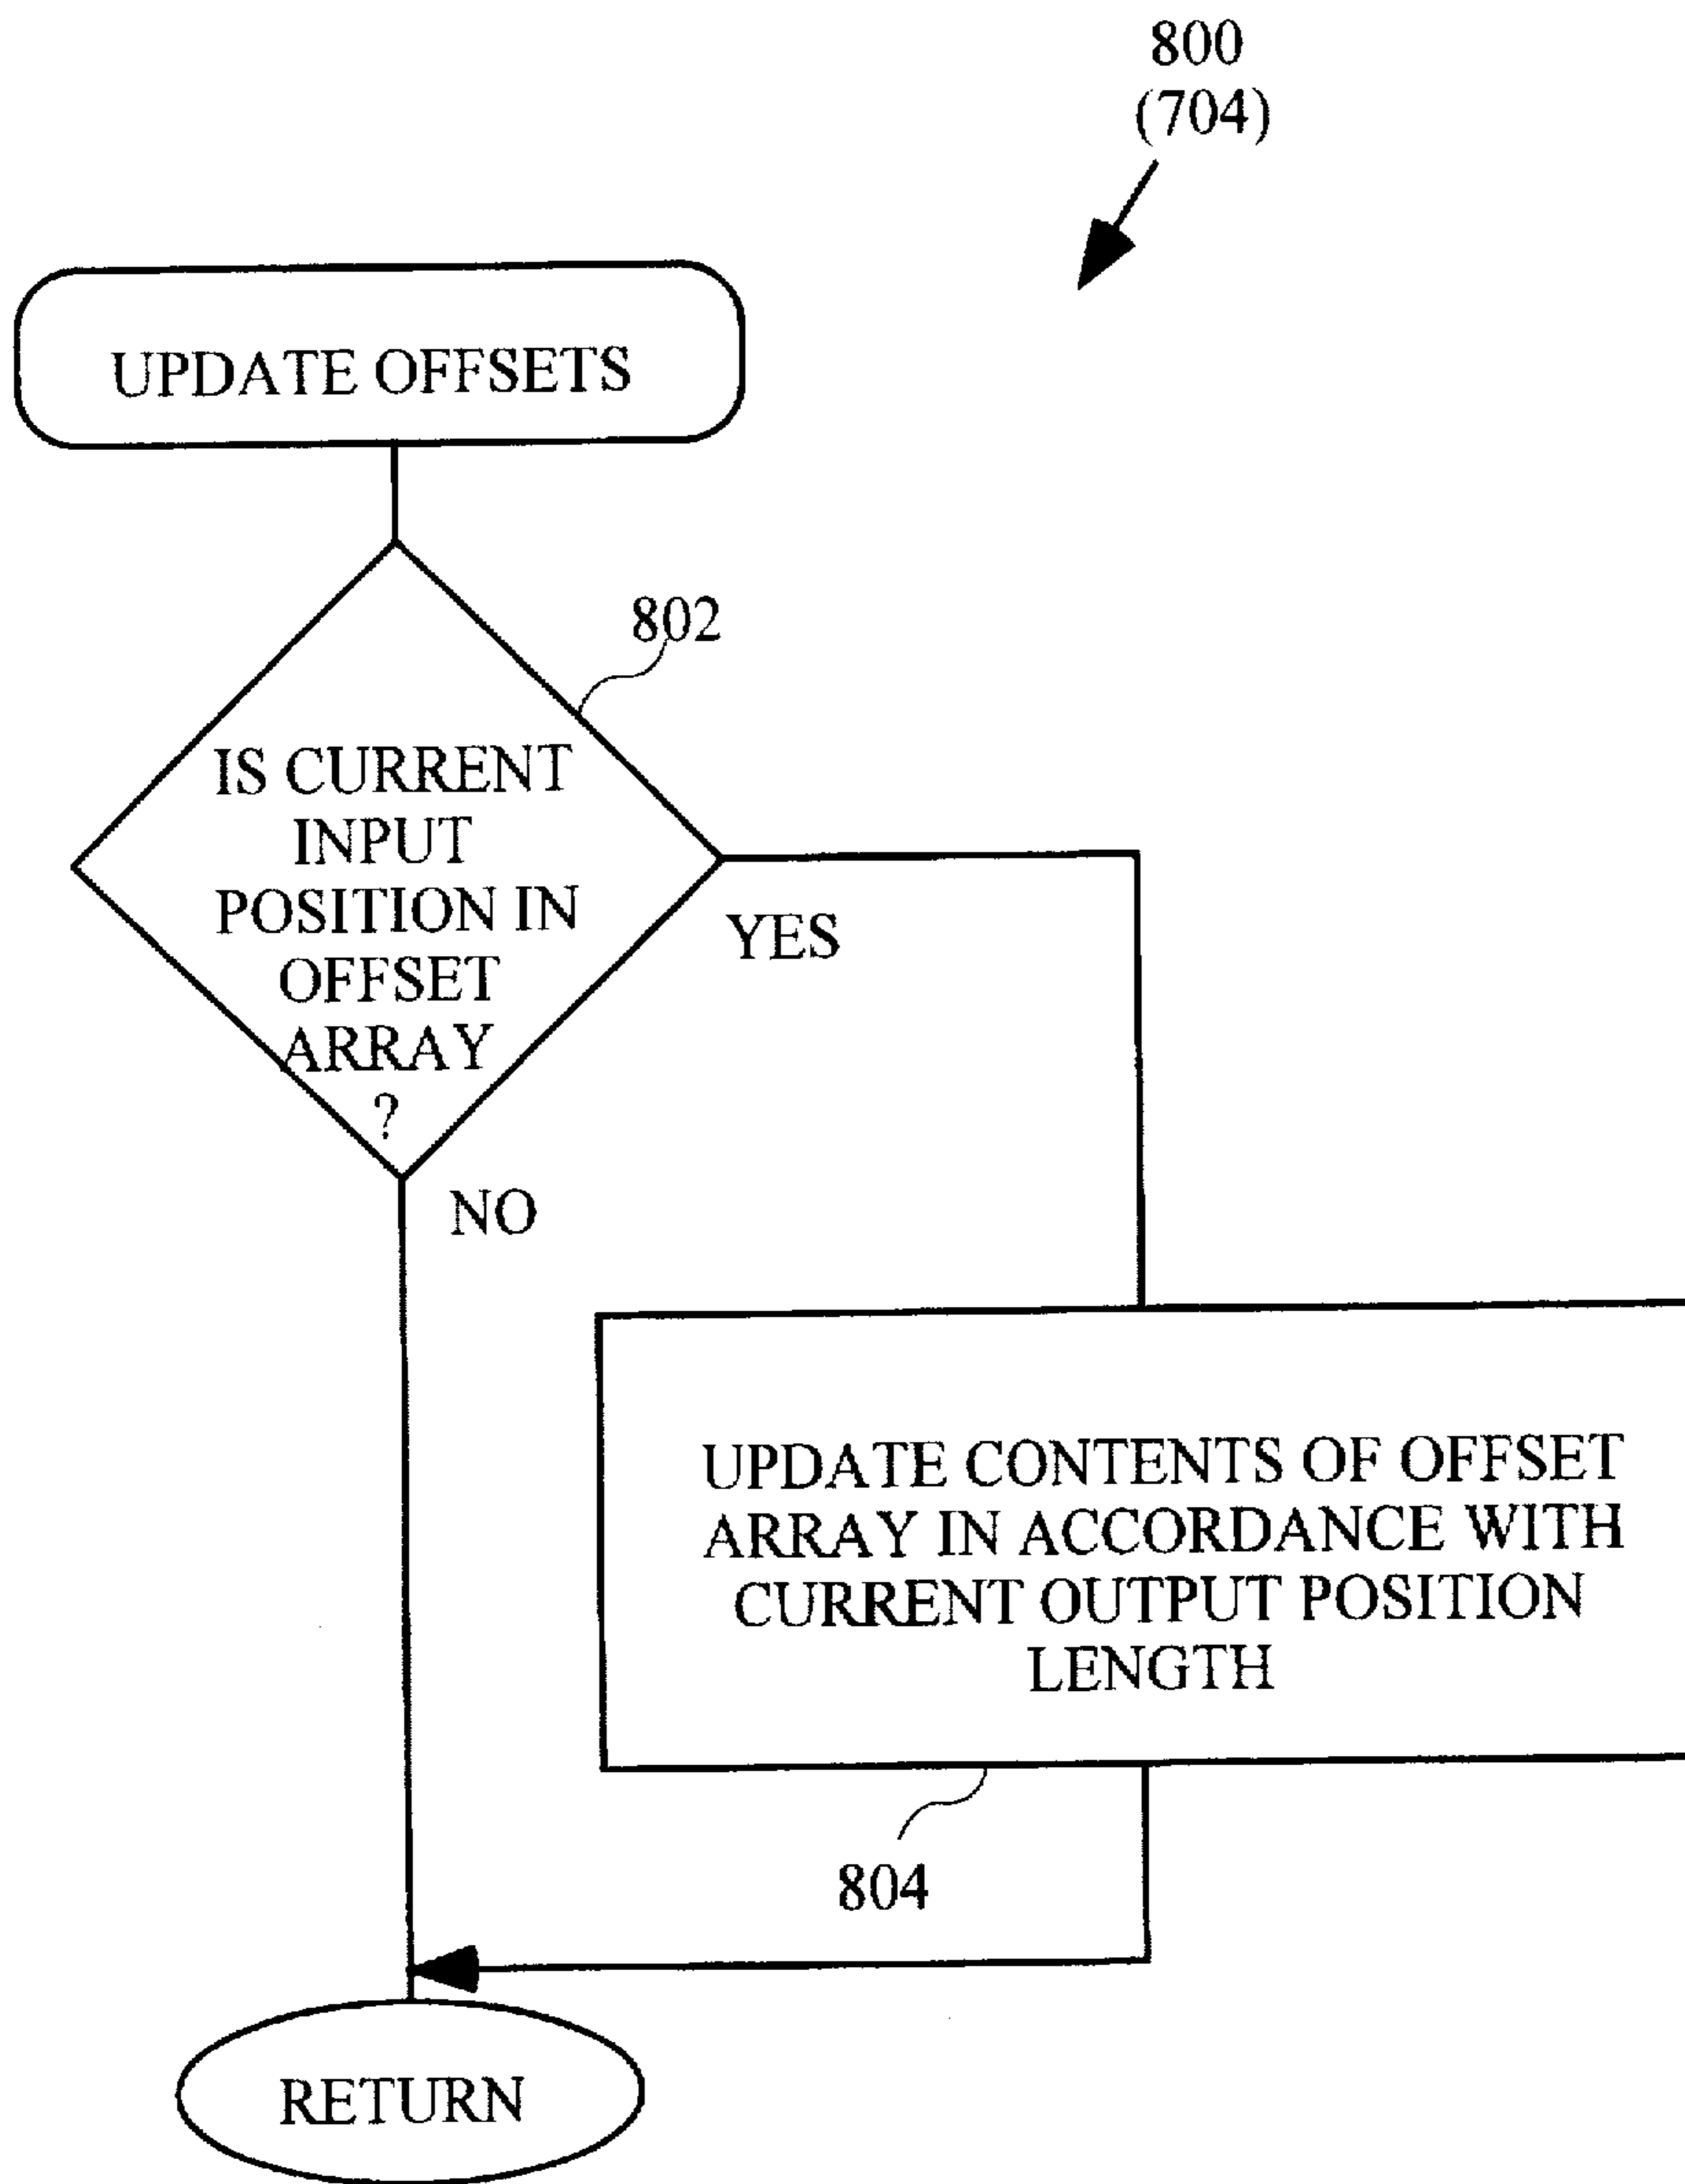 800
(704)
UPDATE OFFSETS
802
IS CURRENT
INPUT
POSITION IN
OFFSET
ARRAY
?
YES
NO
UPDATE CONTENTS OF OFFSET
ARRAY IN ACCORDANCE WITH
CURRENT OUTPUT POSITION
LENGTH
804
RETURN